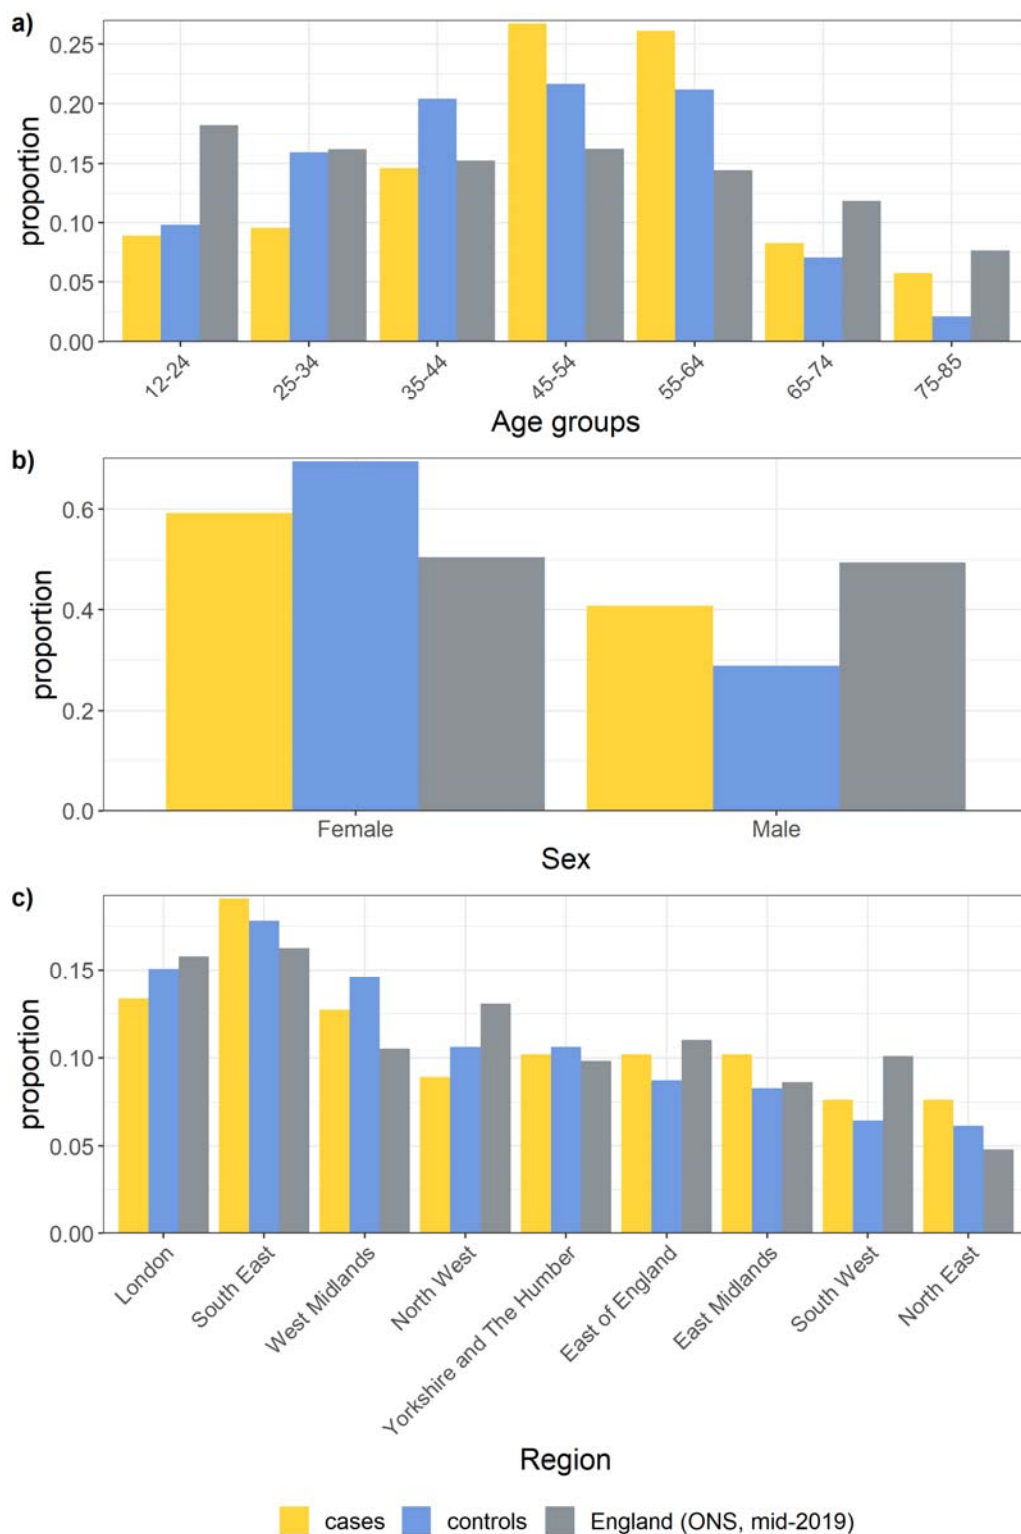 a)
0.25
0.20
0.15
0.10
0.05
0.00
proportion
12-24
25-34
35-44
45-54
55-64
65-74
75-85
Age groups
b)
0.6
0.4
0.2
0.0
proportion
Female
Male
Sex
c)
0.15
0.10
0.05
0.00
proportion
London
South East
West Midlands
North West
Yorkshire and The Humber
East of England
East Midlands
South West
North East
Region
cases
controls
England (ONS, mid-2019)